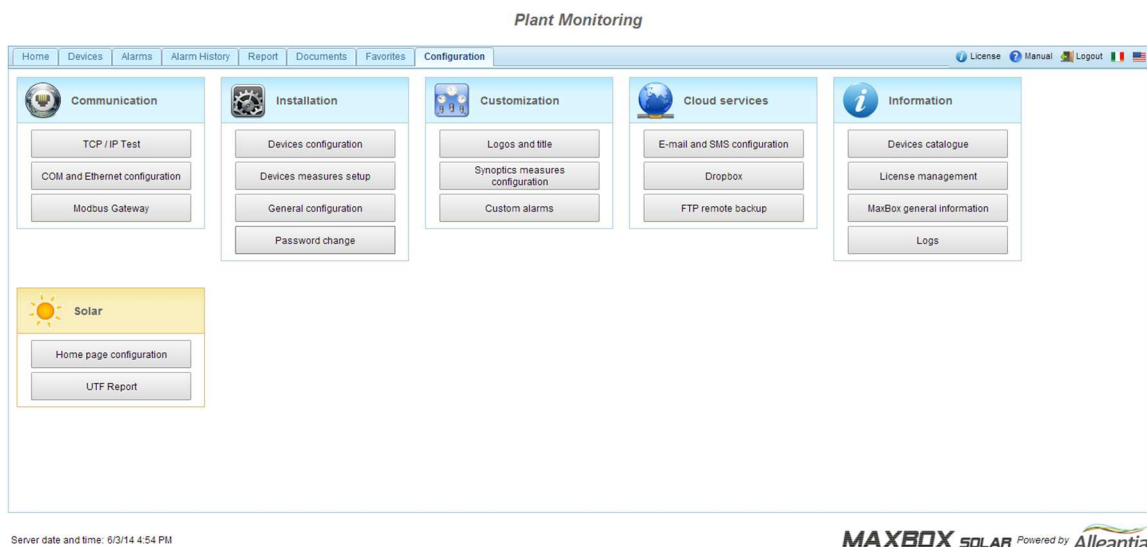 Plant Monitoring
Home Devices Alarms Alarm History Report Documents Favorites Configuration
License Manual Logout
Communication
TCP / IP Test
COM and Ethernet configuration
Modbus Gateway
Installation
Devices configuration
Devices measures setup
General configuration
Password change
Customization
Logos and title
Synoptics measures
configuration
Custom alarms
Cloud services
E-mail and SMS configuration
Dropbox
FTP remote backup
Information
Devices catalogue
License management
MaxBox general information
Logs
Solar
Home page configuration
UTF Report
Server date and time: 6/3/14 4:54 PM
MAXBOX SOLAR Powered by Alleantia